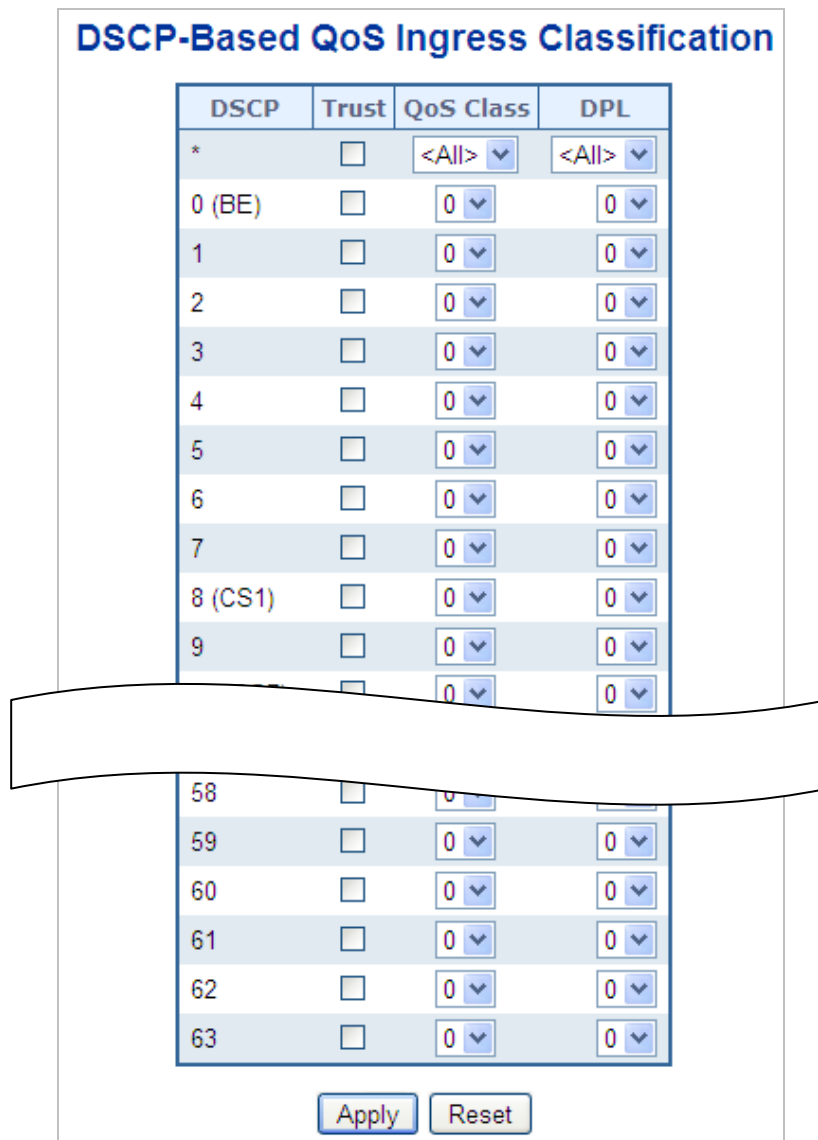 DSCP-Based QoS Ingress Classification
DSCP Trust QoS Class DPL
* <All> <All>
0 (BE) 0 0
1 0 0
2 0 0
3 0 0
4 0 0
5 0 0
6 0 0
7 0 0
8 (CS1) 0 0
9 0 0
0 0
58 0
59 0 0
60 0 0
61 0 0
62 0 0
63 0 0
Apply Reset